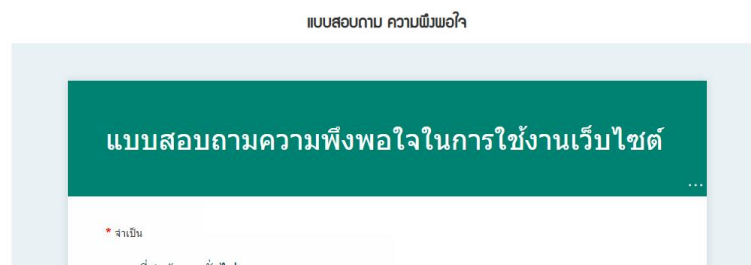 แบบสอบถาม ความพึงพอใจ
แบบสอบถามความพึงพอใจในการใช้งานเว็บไซต์
...
* จำเป็น